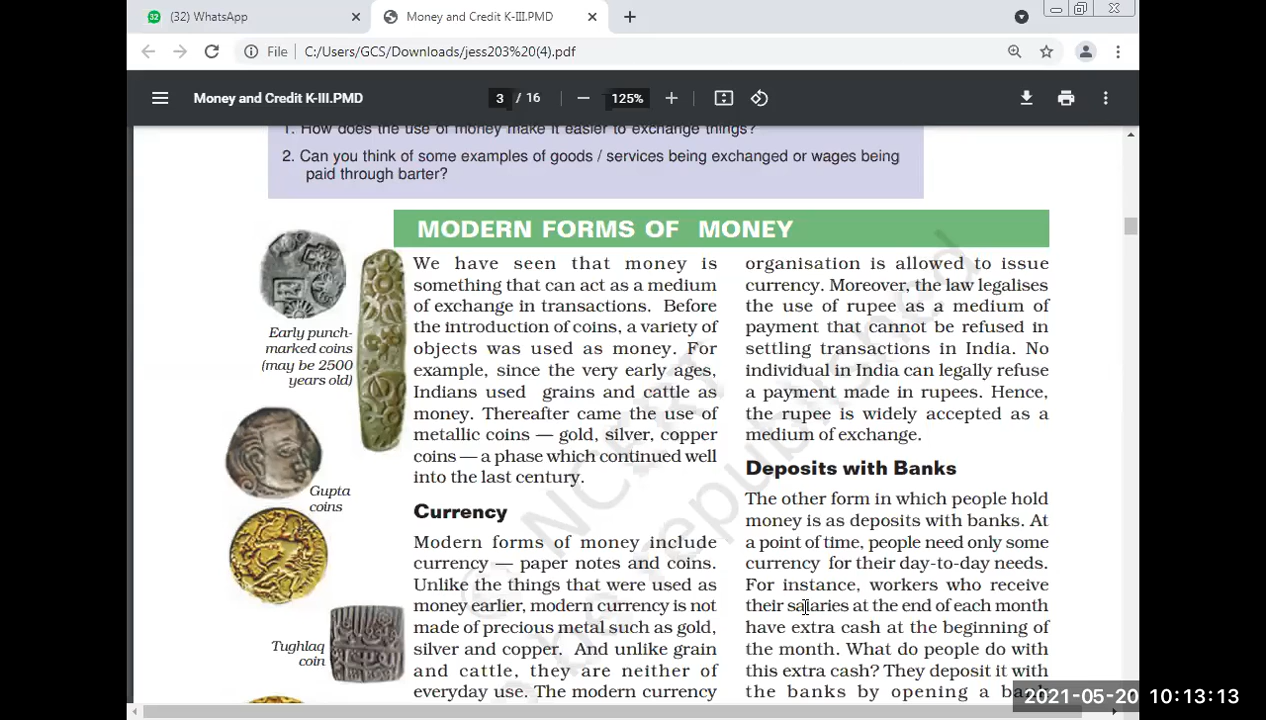 (32) WhatsApp
Money and Credit K-III.PMD
File C:/Users/GCS/Downloads/jess203%20(4).pdf
Money and Credit K-III.PMD
3 / 16
125%
1. How does the use of money make it easier to exchange things?
2. Can you think of some examples of goods / services being exchanged or wages being
paid through barter?
MODERN FORMS OF MONEY
Early punch-
marked coins
(may be 2500
years old)
Gupta
coins
Tughlaq
coin
We have seen that money is
something that can act as a medium
of exchange in transactions. Before
the introduction of coins, a variety of
objects was used as money. For
example, since the very early ages,
Indians used grains and cattle as
money. Thereafter came the use of
metallic coins — gold, silver, copper
coins — a phase which continued well
into the last century.
Currency
Modern forms of money include
currency — paper notes and coins.
Unlike the things that were used as
money earlier, modern currency is not
made of precious metal such as gold,
silver and copper. And unlike grain
and cattle, they are neither of
everyday use. The modern currency
organisation is allowed to issue
currency. Moreover, the law legalises
the use of rupee as a medium of
payment that cannot be refused in
settling transactions in India. No
individual in India can legally refuse
a payment made in rupees. Hence,
the rupee is widely accepted as a
medium of exchange.
Deposits with Banks
The other form in which people hold
money is as deposits with banks. At
a point of time, people need only some
currency for their day-to-day needs.
For instance, workers who receive
their salaries at the end of each month
have extra cash at the beginning of
the month. What do people do with
this extra cash? They deposit it with
the banks by opening a bank
© NCERT
be republished
2021-05-20 10:13:13